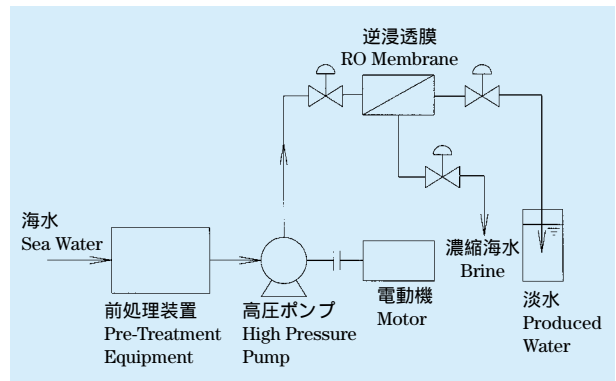 逆浸透膜
RO Membrane
海水
Sea Water
濃縮海水
Brine
前処理装置
Pre-Treatment
Equipment
高圧ポンプ
High Pressure
Pump
電動機
Motor
淡水
Produced
Water